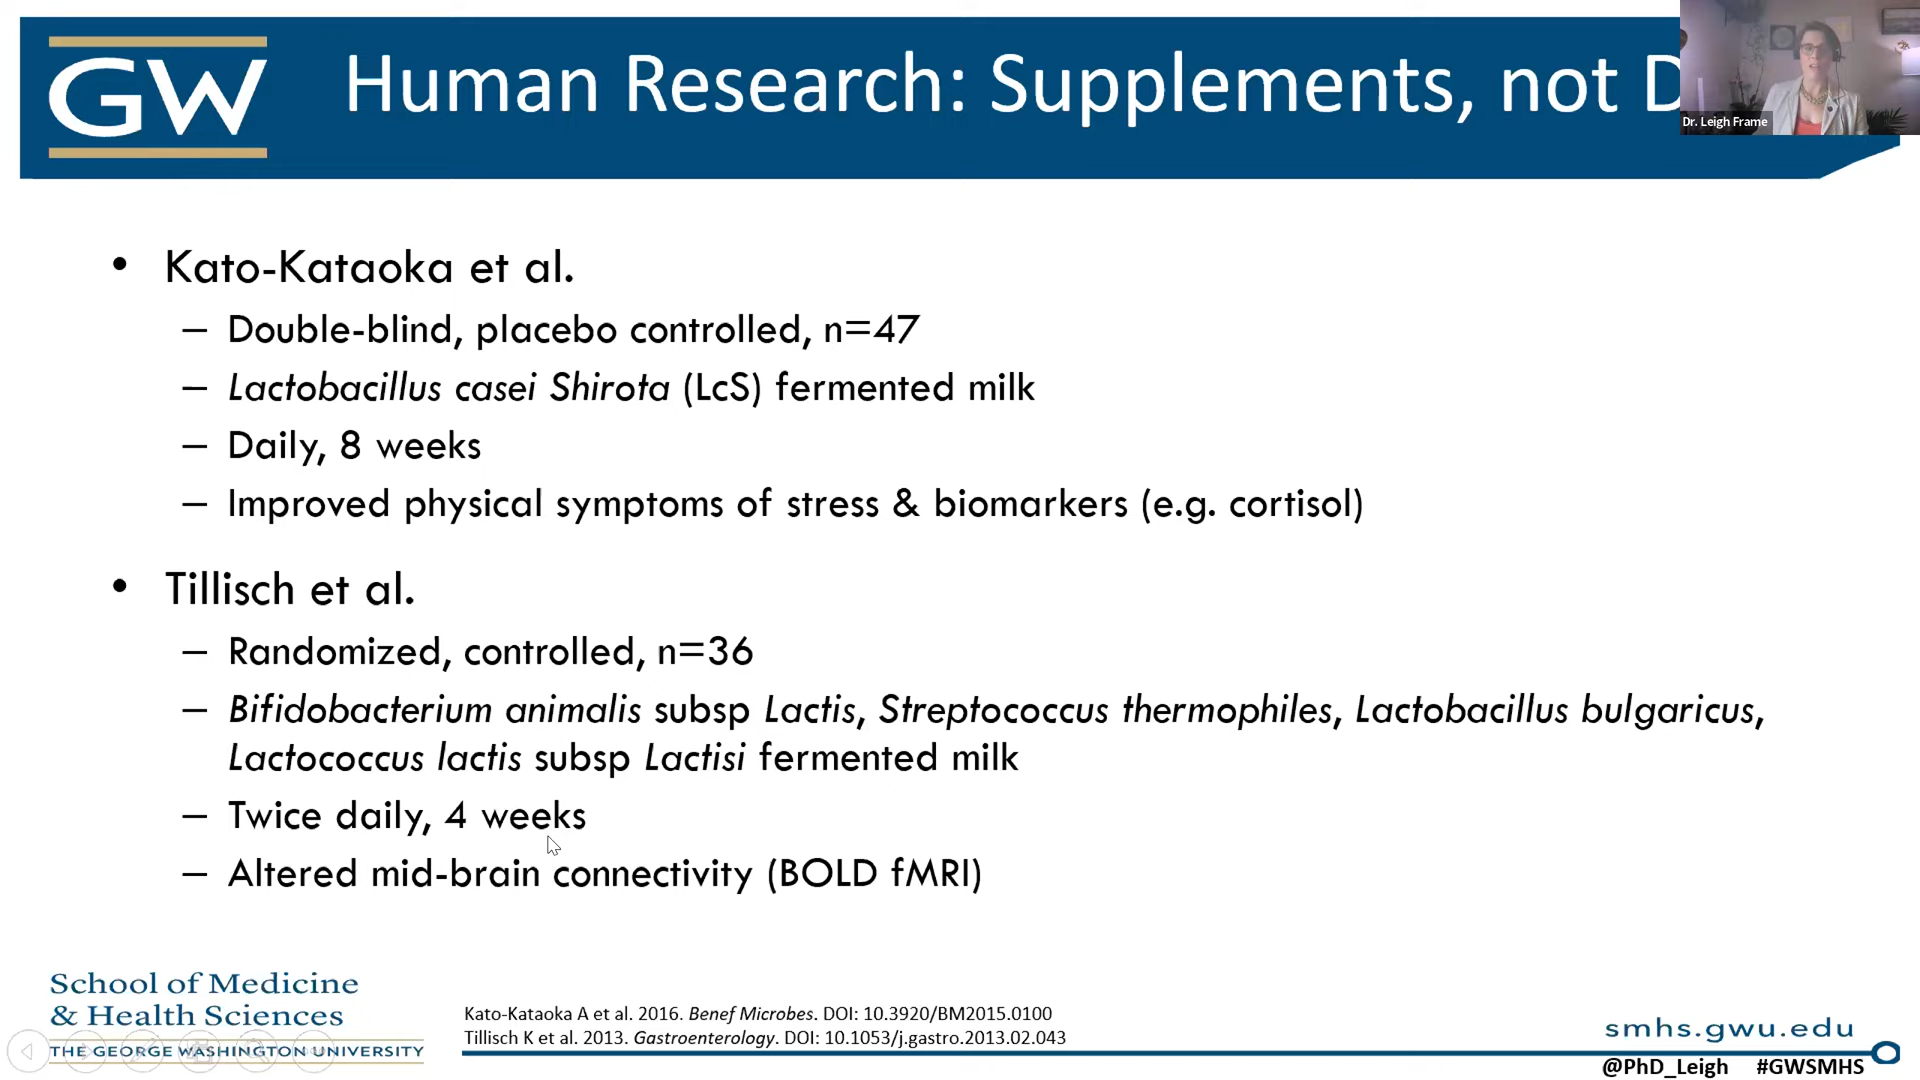 GW
Human Research: Supplements, not D
Dr. Leigh Frame
• Kato-Kataoka et al.
– Double-blind, placebo controlled, n=47
– Lactobacillus casei Shirota (LcS) fermented milk
– Daily, 8 weeks
– Improved physical symptoms of stress & biomarkers (e.g. cortisol)
• Tillisch et al.
– Randomized, controlled, n=36
– Bifidobacterium animalis subsp Lactis, Streptococcus thermophiles, Lactobacillus bulgaricus,
Lactococcus lactis subsp Lactisi fermented milk
– Twice daily, 4 weeks
– Altered mid-brain connectivity (BOLD fMRI)
School of Medicine
& Health Sciences
THE GEORGE WASHINGTON UNIVERSITY
Kato-Kataoka A et al. 2016. Benef Microbes. DOI: 10.3920/BM2015.0100
Tillisch K et al. 2013. Gastroenterology. DOI: 10.1053/j.gastro.2013.02.043
smhs.gwu.edu
@PhD_Leigh #GWSMHS